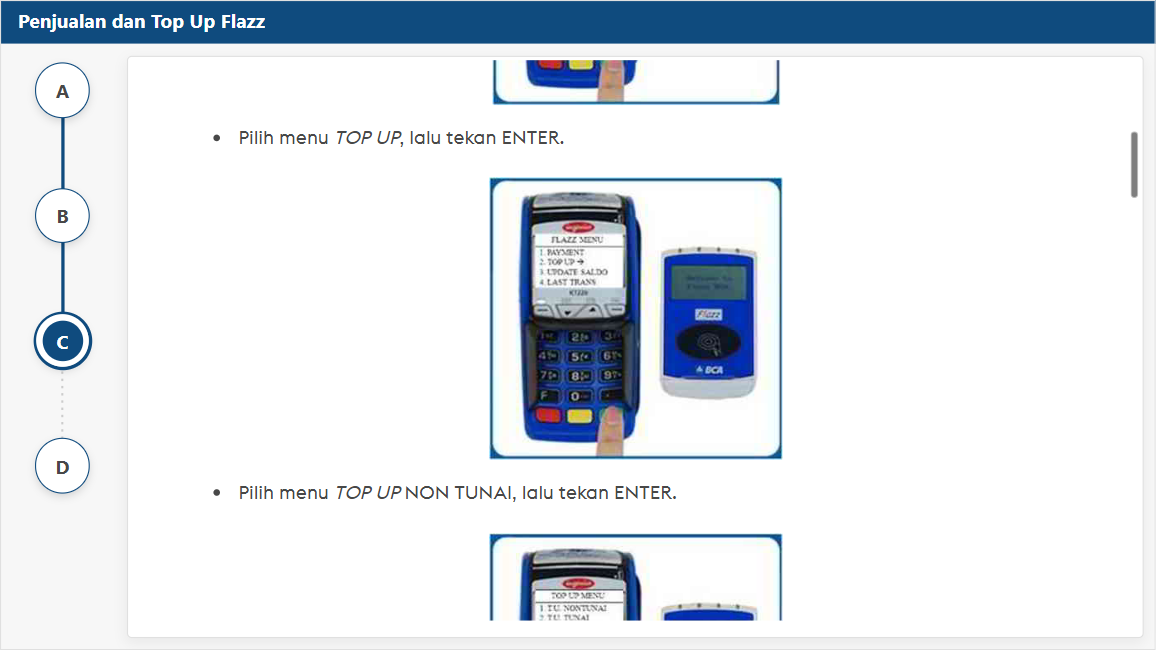 Penjualan dan Top Up Flazz
A
B
C
D
Pilih menu TOP UP, lalu tekan ENTER.
FLAZZ MENU
1. PAYMENT
2. TOP UP →
3. UPDATE SALDO
4. LAST TRANS
Flazz
BCA
Pilih menu TOP UP NON TUNAI, lalu tekan ENTER.
TOP UP MENU
1. T.U. NONTUNAI
2. T.U. TUNAI